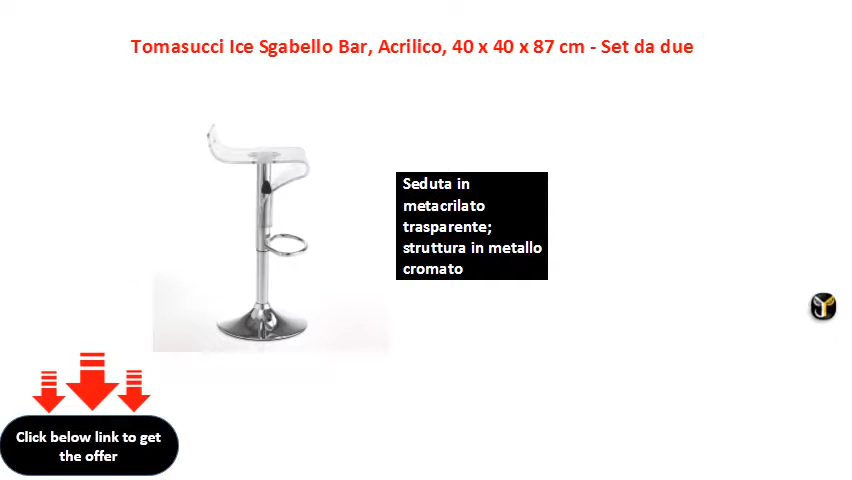 Tomasucci Ice Sgabello Bar, Acrilico, 40 x 40 x 87 cm - Set da due
Seduta in
metacrilato
trasparente;
struttura in metallo
cromato
Click below link to get
the offer